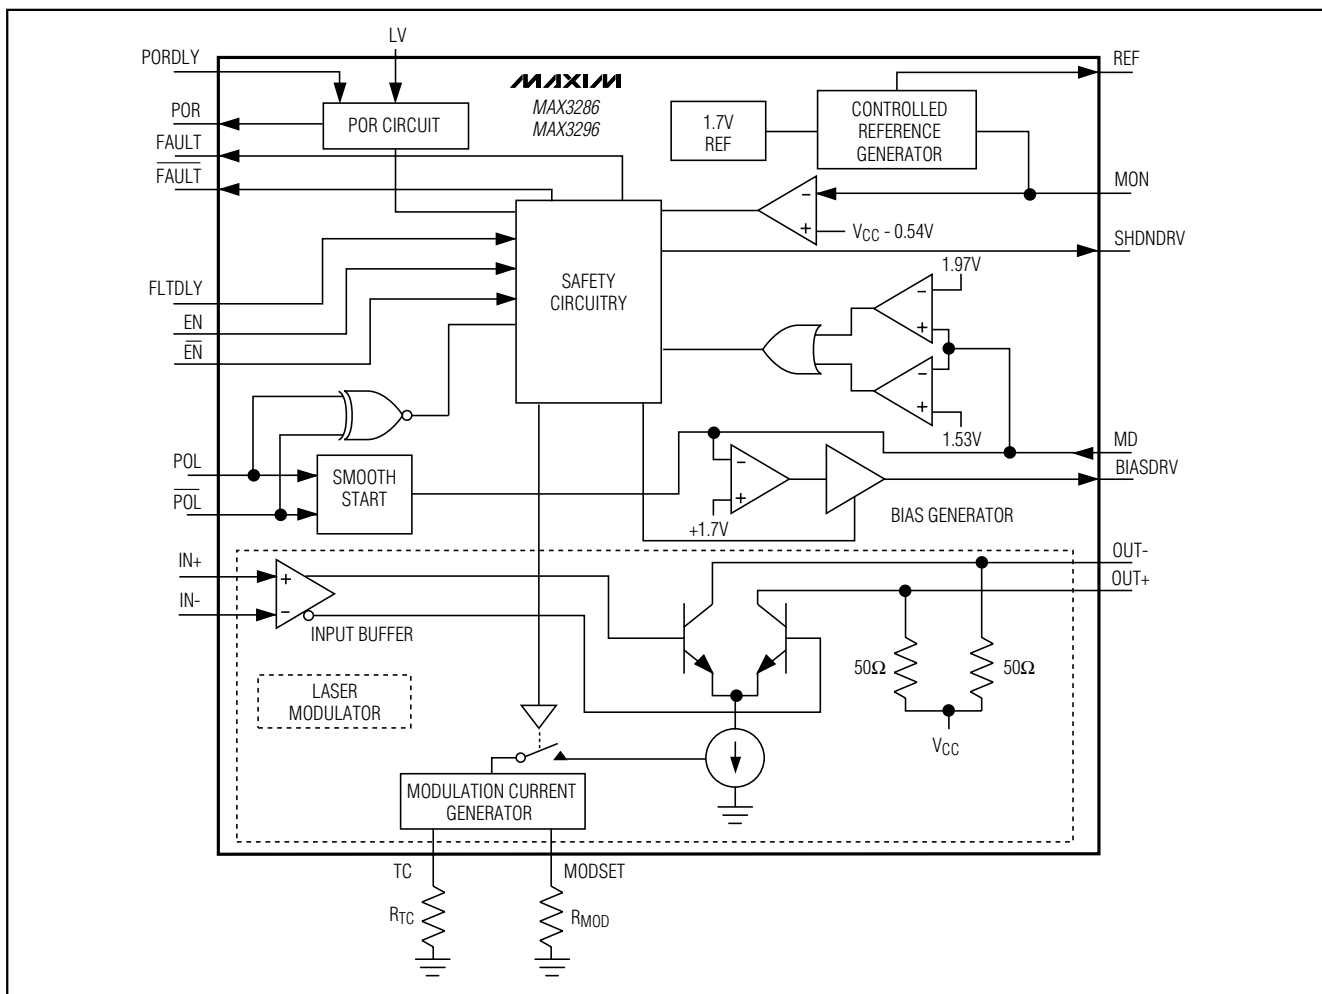 LV
PORDLY
REF
MAXIM
MAX3286
MAX3296
POR
POR CIRCUIT
1.7V
REF
CONTROLLED
REFERENCE
GENERATOR
FAULT
FAULT
MON
-
+
VCC - 0.54V
SHDNDRV
SAFETY
CIRCUITRY
FLTDLY
EN
EN
1.97V
-
+
-
+
1.53V
MD
POL
POL
SMOOTH
START
-
+
+1.7V
BIASDRV
BIAS GENERATOR
OUT-
OUT+
IN+
IN-
+
-
INPUT BUFFER
50Ω
50Ω
LASER
MODULATOR
VCC
MODULATION CURRENT
GENERATOR
TC
MODSET
RTC
RMOD